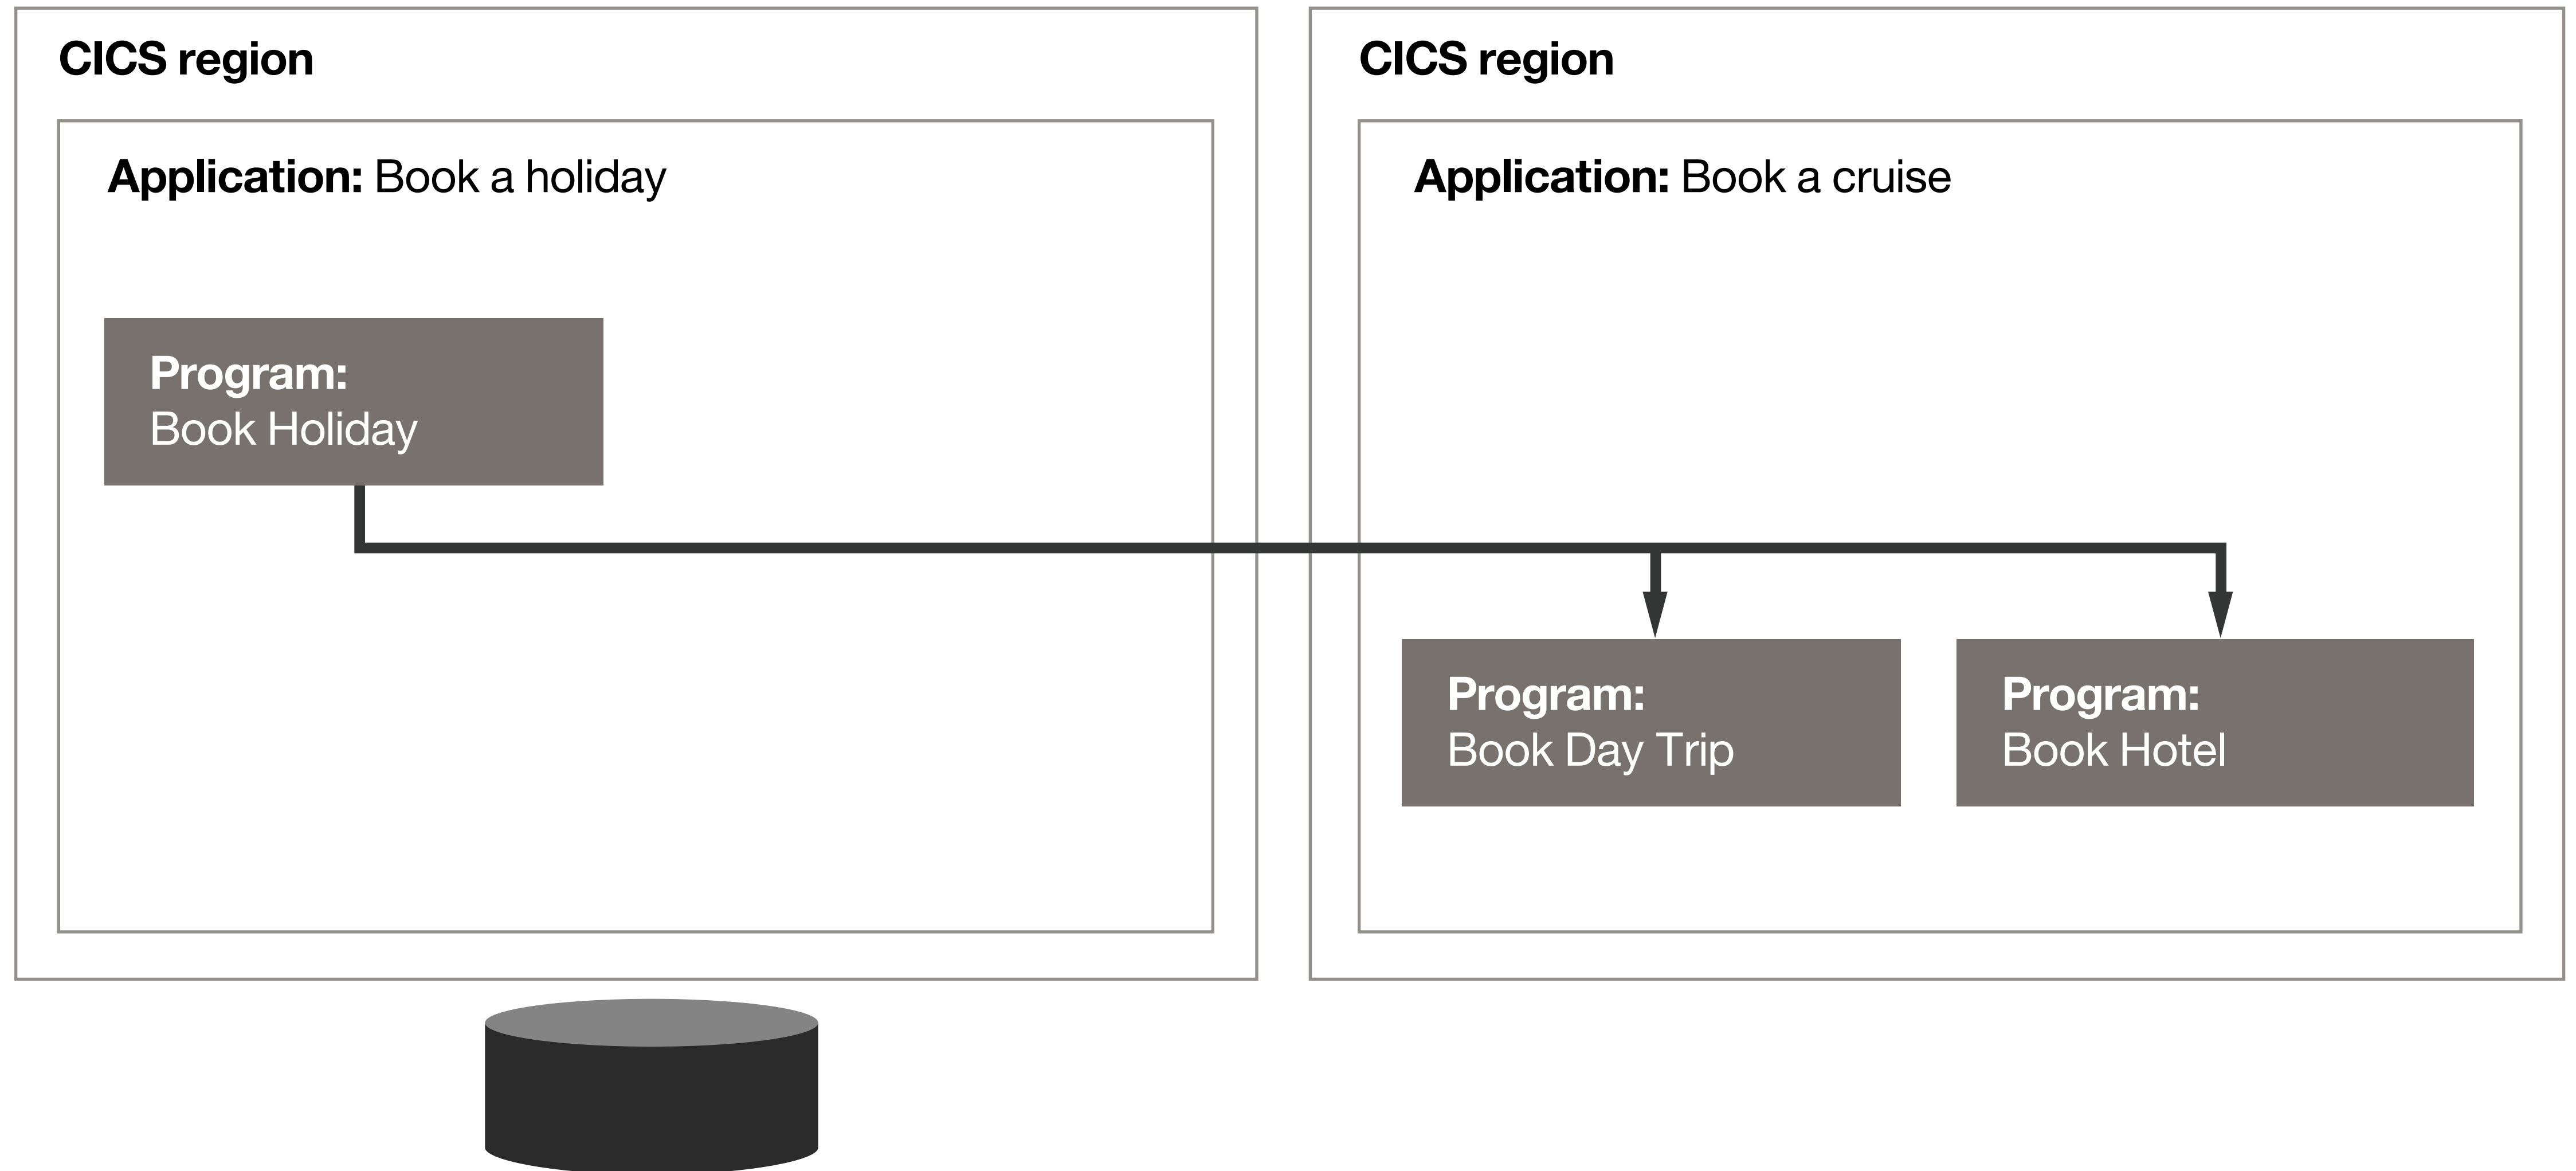 CICS region
Application: Book a holiday
Program:
Book Holiday
CICS region
Application: Book a cruise
Program:
Book Day Trip
Program:
Book Hotel